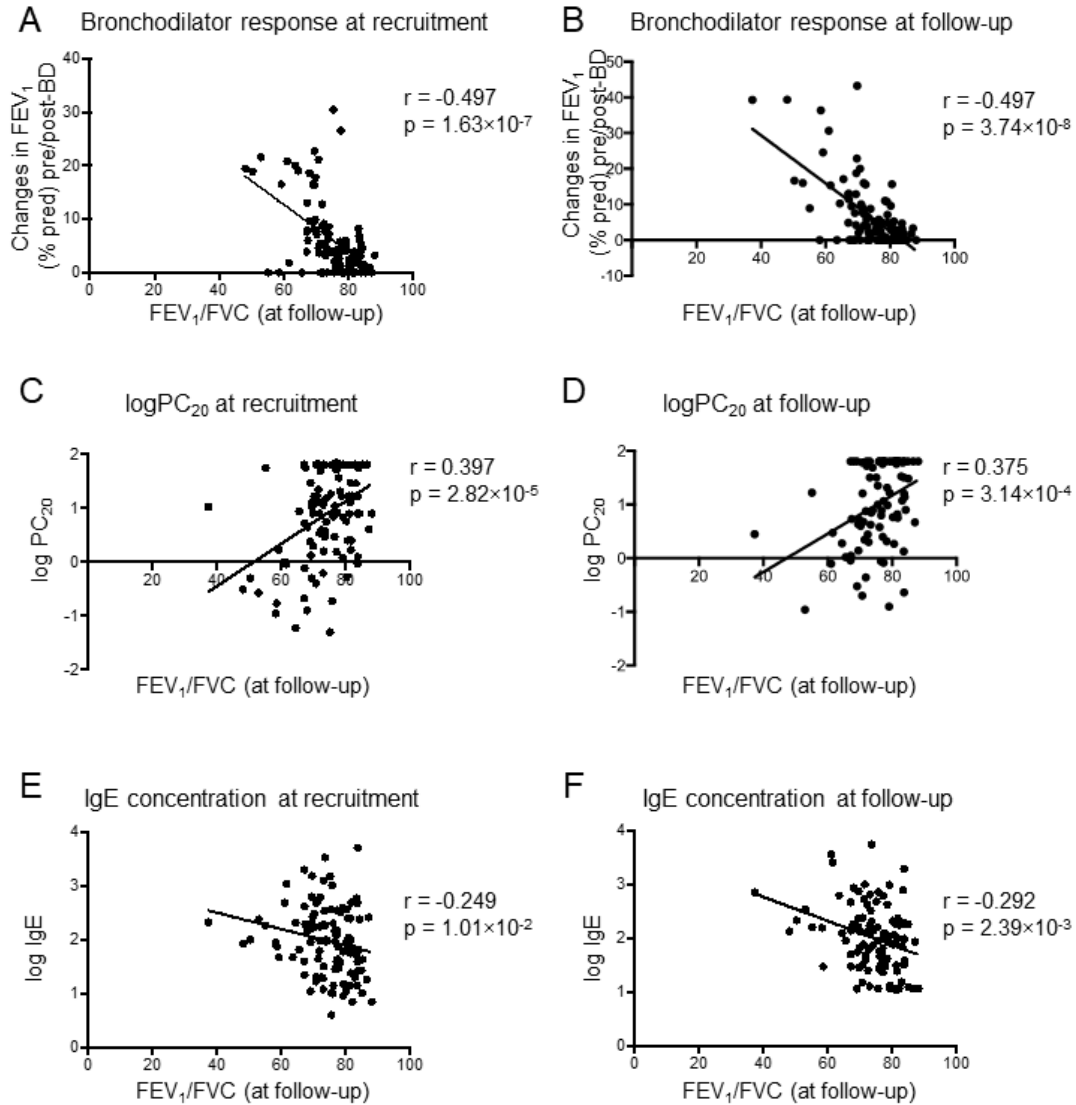 A
Bronchodilator response at recruitment
Changes in FEV₁
(% pred) pre/post-BD
40
30
20
10
0
0 20 40 60 80 100
r = -0.497
p = 1.63×10⁻⁷
FEV₁/FVC (at follow-up)
B
Bronchodilator response at follow-up
Changes in FEV₁
(% pred) pre/post-BD
50
40
30
20
10
0
-10
20 40 60 80 100
r = -0.497
p = 3.74×10⁻⁸
FEV₁/FVC (at follow-up)
C
logPC₂₀ at recruitment
log PC₂₀
2
1
0
-1
-2
20 40 60 80 100
r = 0.397
p = 2.82×10⁻⁵
FEV₁/FVC (at follow-up)
D
logPC₂₀ at follow-up
log PC₂₀
2
1
0
-1
-2
20 40 60 80 100
r = 0.375
p = 3.14×10⁻⁴
FEV₁/FVC (at follow-up)
E
IgE concentration at recruitment
log IgE
4
3
2
1
0
0 20 40 60 80 100
r = -0.249
p = 1.01×10⁻²
FEV₁/FVC (at follow-up)
F
IgE concentration at follow-up
log IgE
4
3
2
1
0
0 20 40 60 80 100
r = -0.292
p = 2.39×10⁻³
FEV₁/FVC (at follow-up)